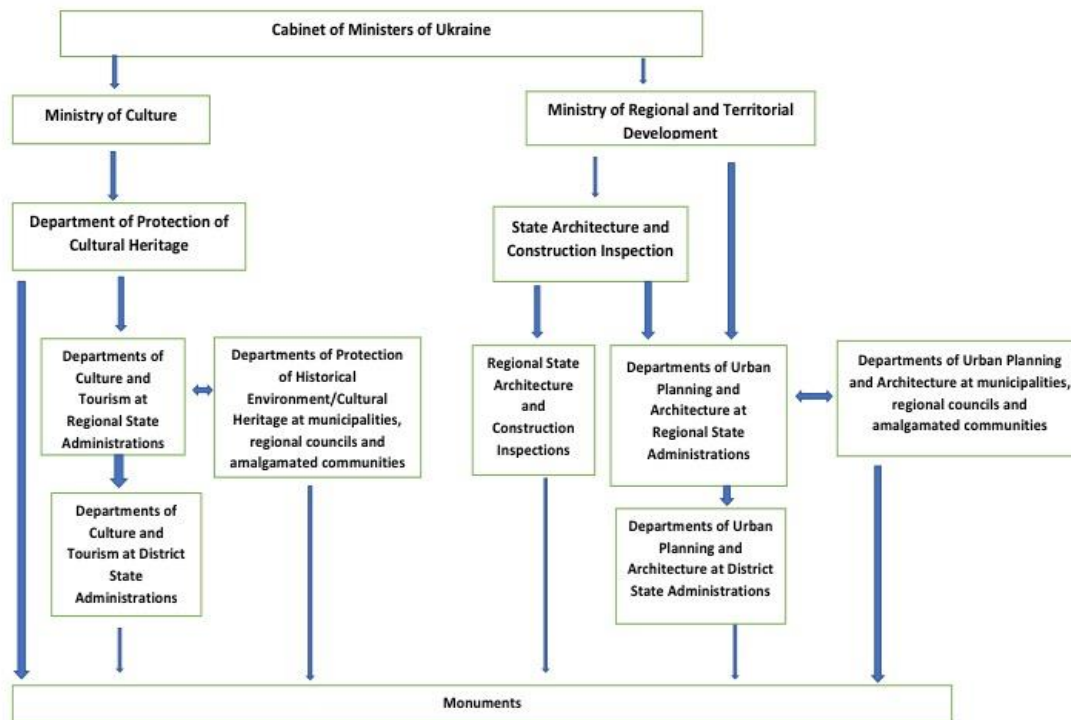 Cabinet of Ministers of Ukraine
Ministry of Culture
Ministry of Regional and Territorial
Development
Department of Protection of
Cultural Heritage
State Architecture and
Construction Inspection
Departments of
Culture and
Tourism at
Regional State
Administrations
Departments of Protection
of Historical
Environment/Cultural
Heritage at municipalities,
regional councils and
amalgamated communities
Regional State
Architecture
and
Construction
Inspections
Departments of Urban
Planning and
Architecture at
Regional State
Administrations
Departments of Urban Planning
and Architecture at municipalities,
regional councils and
amalgamated communities
Departments of
Culture and
Tourism at District
State
Administrations
Departments of Urban
Planning and
Architecture at District
State Administrations
Monuments